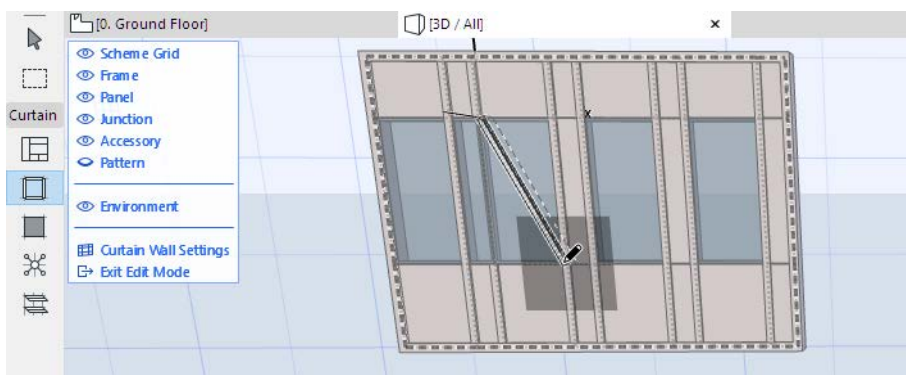 [0. Ground Floor]
[3D / All]
Scheme Grid
Frame
Panel
Curtain
Junction
Accessory
Pattern
Environment
Curtain Wall Settings
Exit Edit Mode